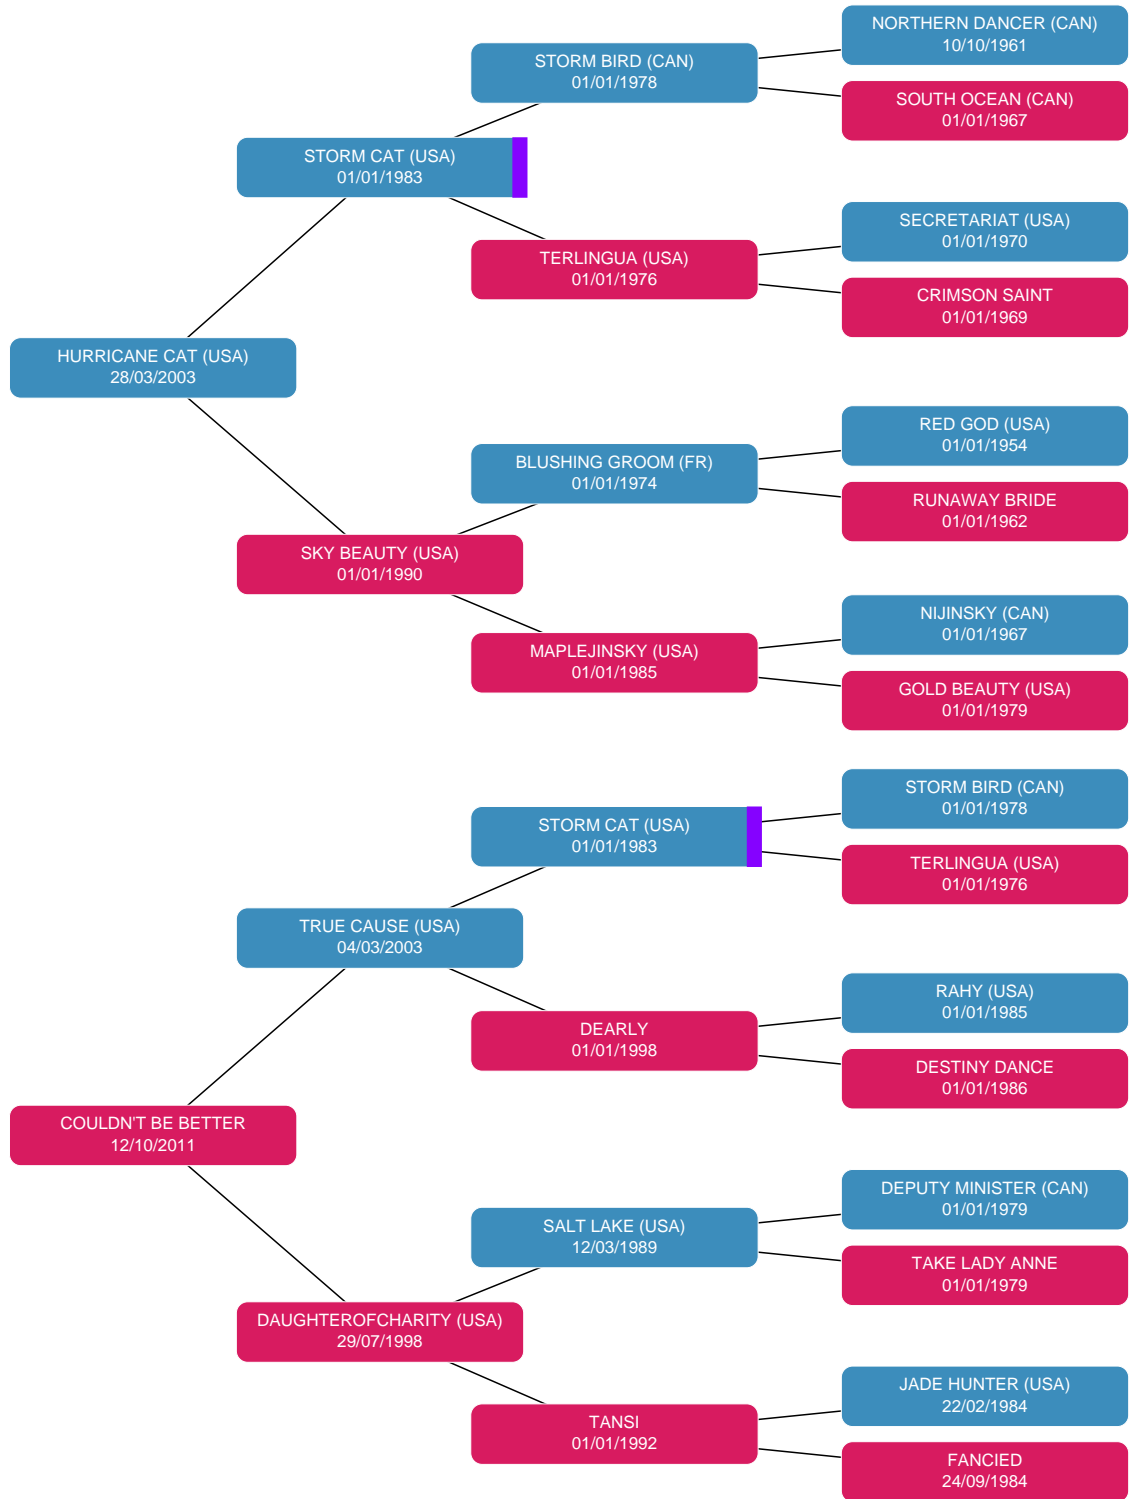 NORTHERN DANCER (CAN)
10/10/1961
STORM BIRD (CAN)
01/01/1978
SOUTH OCEAN (CAN)
01/01/1967
STORM CAT (USA)
01/01/1983
SECRETARIAT (USA)
01/01/1970
TERLINGUA (USA)
01/01/1976
CRIMSON SAINT
01/01/1969
HURRICANE CAT (USA)
28/03/2003
RED GOD (USA)
01/01/1954
BLUSHING GROOM (FR)
01/01/1974
RUNAWAY BRIDE
01/01/1962
SKY BEAUTY (USA)
01/01/1990
NIJINSKY (CAN)
01/01/1967
MAPLEJINSKY (USA)
01/01/1985
GOLD BEAUTY (USA)
01/01/1979
STORM BIRD (CAN)
01/01/1978
STORM CAT (USA)
01/01/1983
TERLINGUA (USA)
01/01/1976
TRUE CAUSE (USA)
04/03/2003
RAHY (USA)
01/01/1985
DEARLY
01/01/1998
DESTINY DANCE
01/01/1986
COULDN'T BE BETTER
12/10/2011
DEPUTY MINISTER (CAN)
01/01/1979
SALT LAKE (USA)
12/03/1989
TAKE LADY ANNE
01/01/1979
DAUGHTEROFCHARITY (USA)
29/07/1998
JADE HUNTER (USA)
22/02/1984
TANSI
01/01/1992
FANCIED
24/09/1984